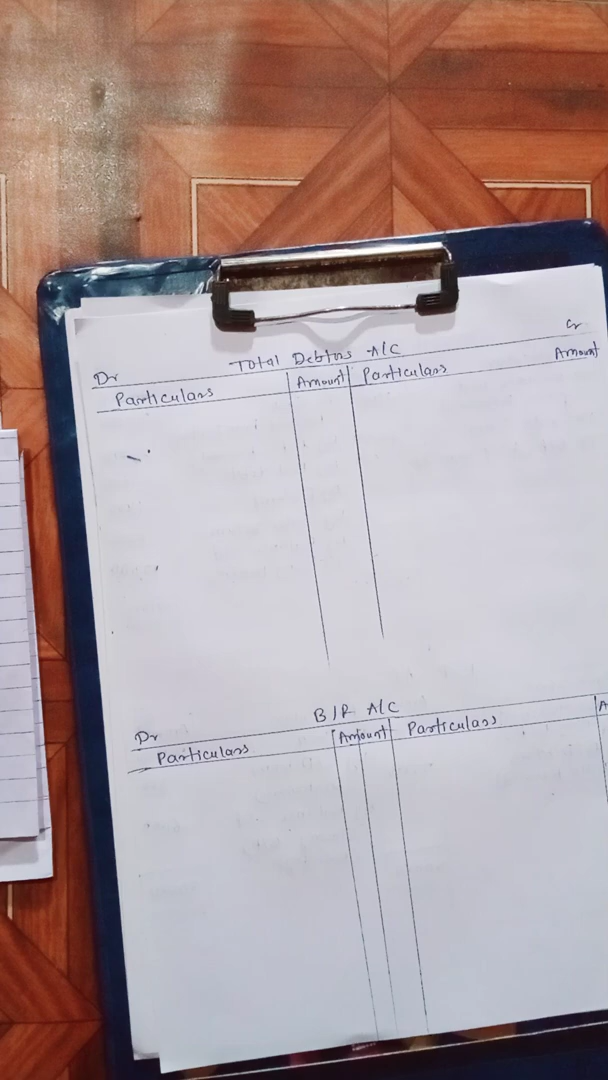 Total Debtors A/C
Dr Cr
Particulars Amount Particulars Amount
B/R A/C
Dr
Particulars Amount Particulars A